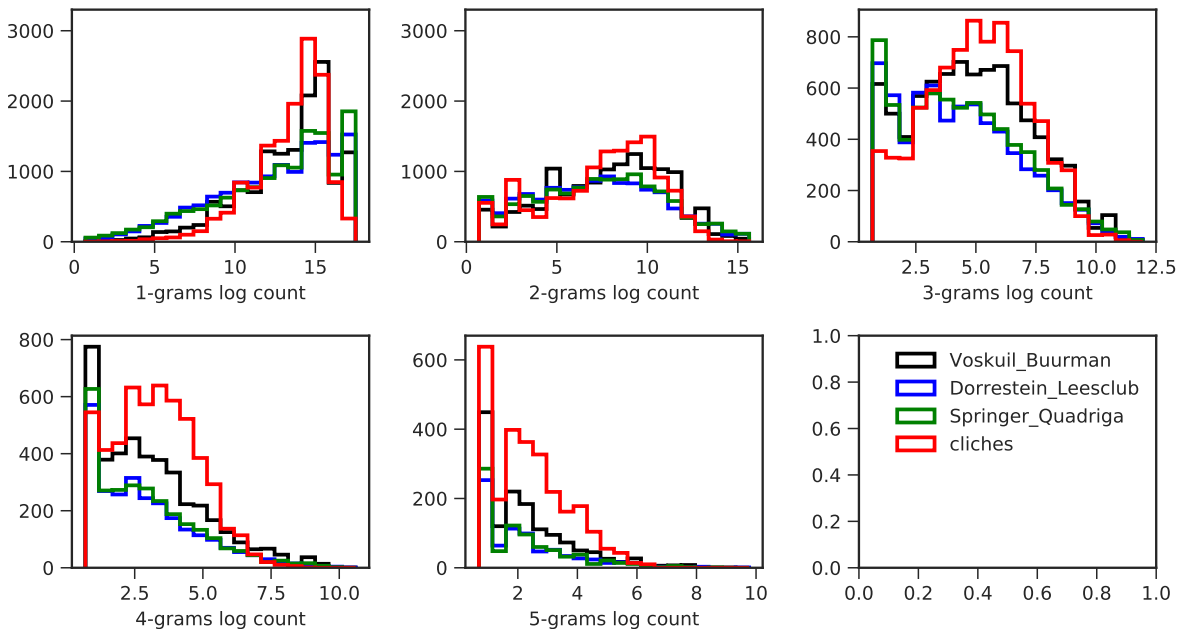 3000
2000
1000
0
0 5 10 15
1-grams log count
3000
2000
1000
0
0 5 10 15
2-grams log count
800
600
400
200
0
2.5 5.0 7.5 10.0 12.5
3-grams log count
800
600
400
200
0
2.5 5.0 7.5 10.0
4-grams log count
600
400
200
0
2 4 6 8 10
5-grams log count
1.0
0.8
0.6
0.4
0.2
0.0
0.0 0.2 0.4 0.6 0.8 1.0
Voskuil_Buurman
Dorrestein_Leesclub
Springer_Quadriga
cliches